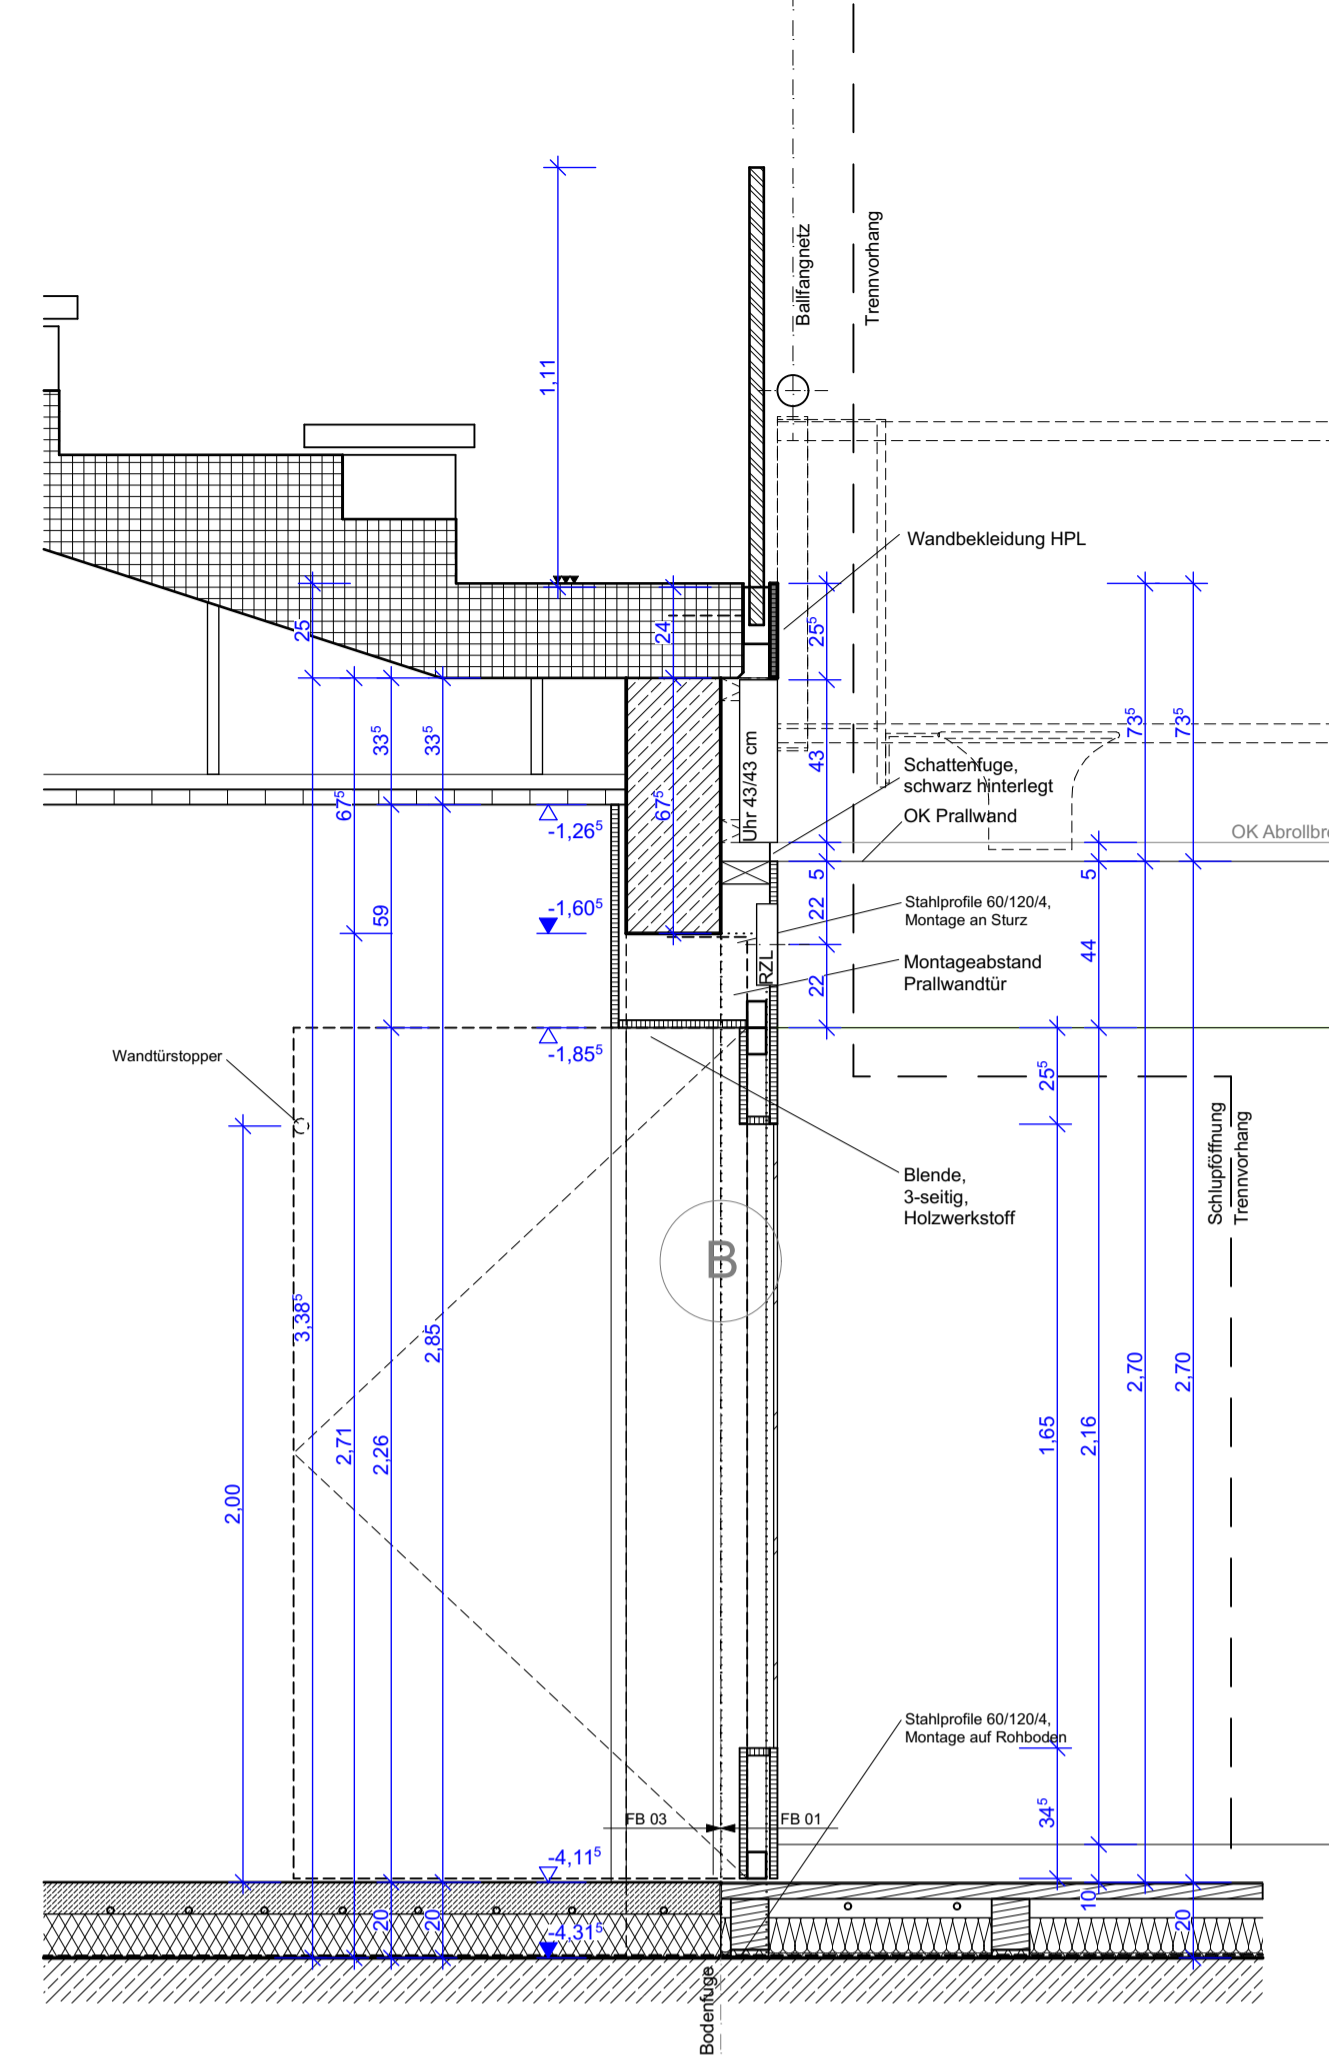 Ballfangnetz
Trennvorhang
1,11
Wandbekleidung HPL
25
24
25⁵
33⁵
33⁵
67⁵
67⁵
43
73⁵
73⁵
Uhr 43/43 cm
Schattenfuge,
schwarz hinterlegt
OK Prallwand
OK Abrollbre
-1,26⁵
5
5
-1,60⁵
59
22
Stahlprofile 60/120/4,
Montage an Sturz
44
RZL
22
Montageabstand
Prallwandtür
-1,85⁵
Wandtürstopper
25⁵
Blende,
3-seitig,
Holzwerkstoff
Schlupföffnung
Trennvorhang
B
3,38⁵
2,85
2,70
2,70
2,71
2,26
1,65
2,16
2,00
Stahlprofile 60/120/4,
Montage auf Rohboden
FB 03
FB 01
34⁵
-4,11⁵
10
20
20
20
-4,31⁵
Bodenfuge